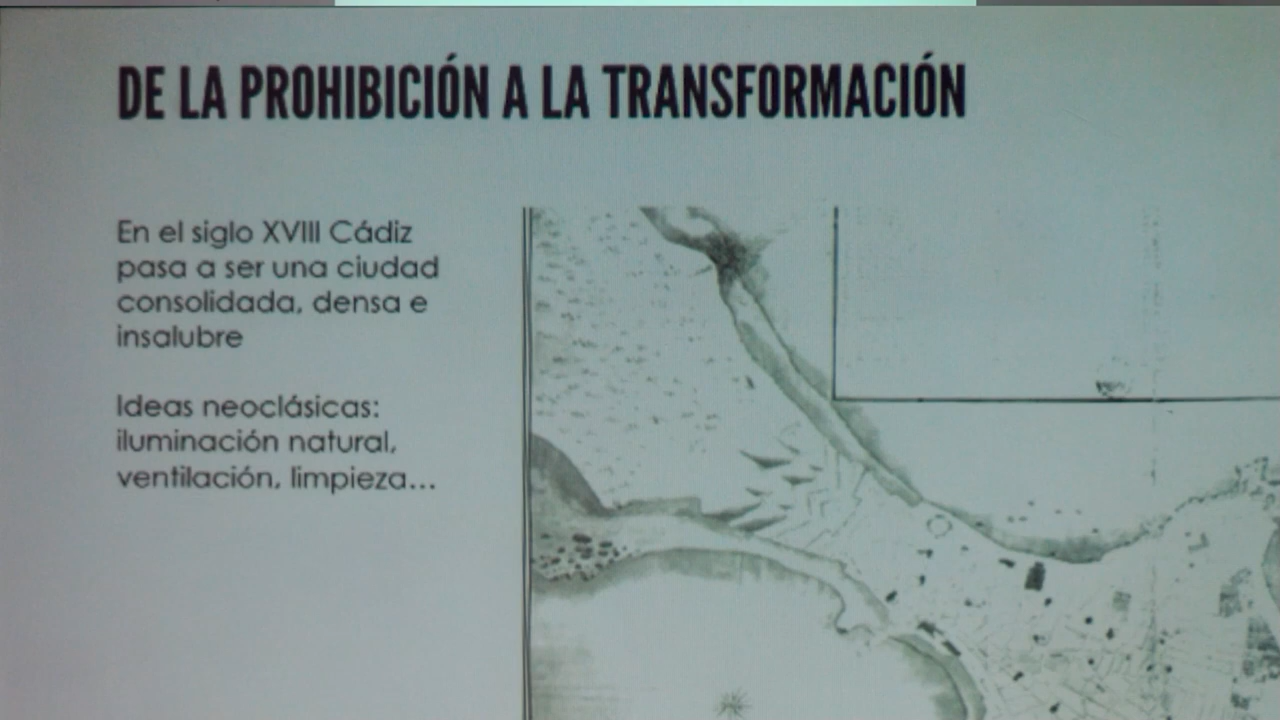 DE LA PROHIBICIÓN A LA TRANSFORMACIÓN
En el siglo XVIII Cádiz
pasa a ser una ciudad
consolidada, densa e
insalubre
Ideas neoclásicas:
iluminación natural,
ventilación, limpieza...